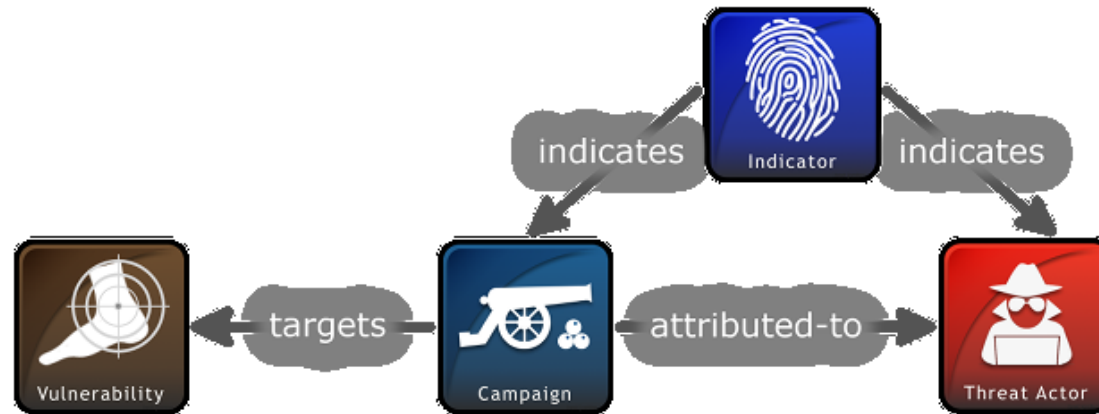 Indicator
indicates
indicates
Vulnerability
targets
Campaign
attributed-to
Threat Actor